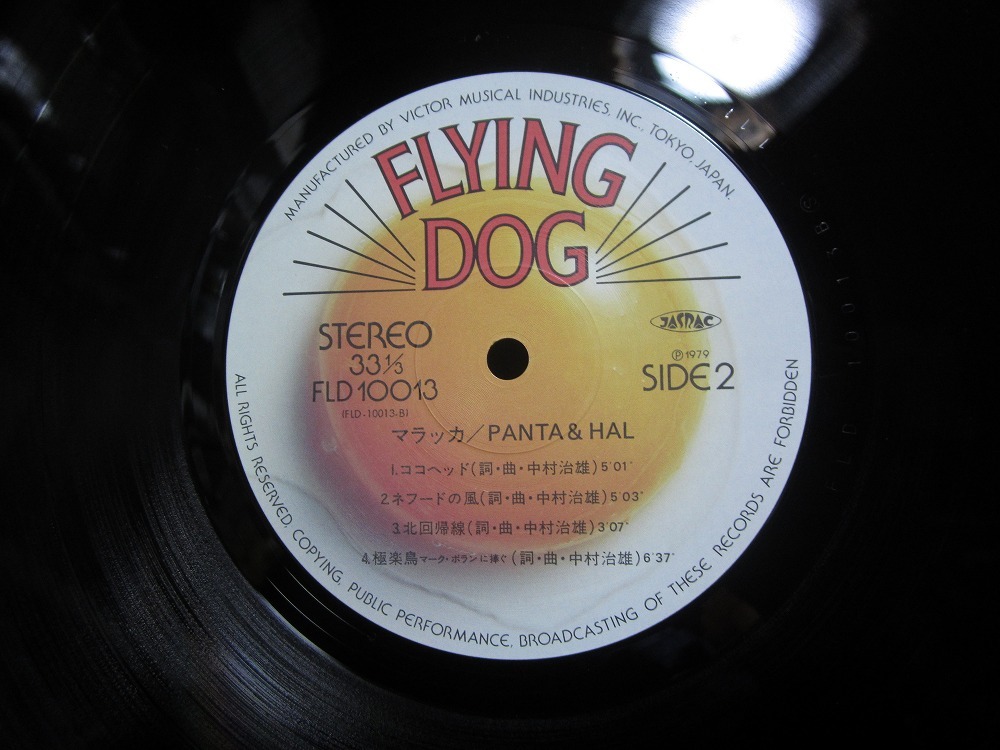 MANUFACTURED BY VICTOR MUSICAL INDUSTRIES, INC., TOKYO, JAPAN.
FLYING
DOG
STEREO
33⅓
FLD 10013
(FLD-10013-B)
JASRAC
Ⓟ1979
SIDE 2
マラッカ／PANTA & HAL
1.ココヘッド(詞・曲・中村治雄)5'01"
2.ネフードの風(詞・曲・中村治雄)5'03"
3.北回帰線(詞・曲・中村治雄)3'07"
4.極楽鳥マーク・ボランに捧ぐ(詞・曲・中村治雄)6'37"
ALL RIGHTS RESERVED, COPYING, PUBLIC PERFORMANCE, BROADCASTING OF THESE RECORDS ARE FORBIDDEN